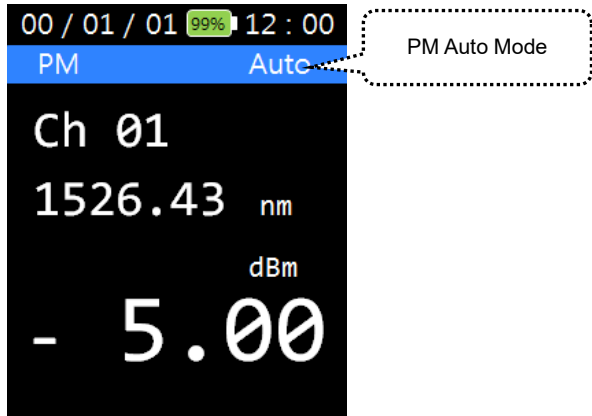 00 / 01 / 01 99% 12 : 00
PM Auto
PM Auto Mode
Ch 01
1526.43 nm
dBm
- 5.00